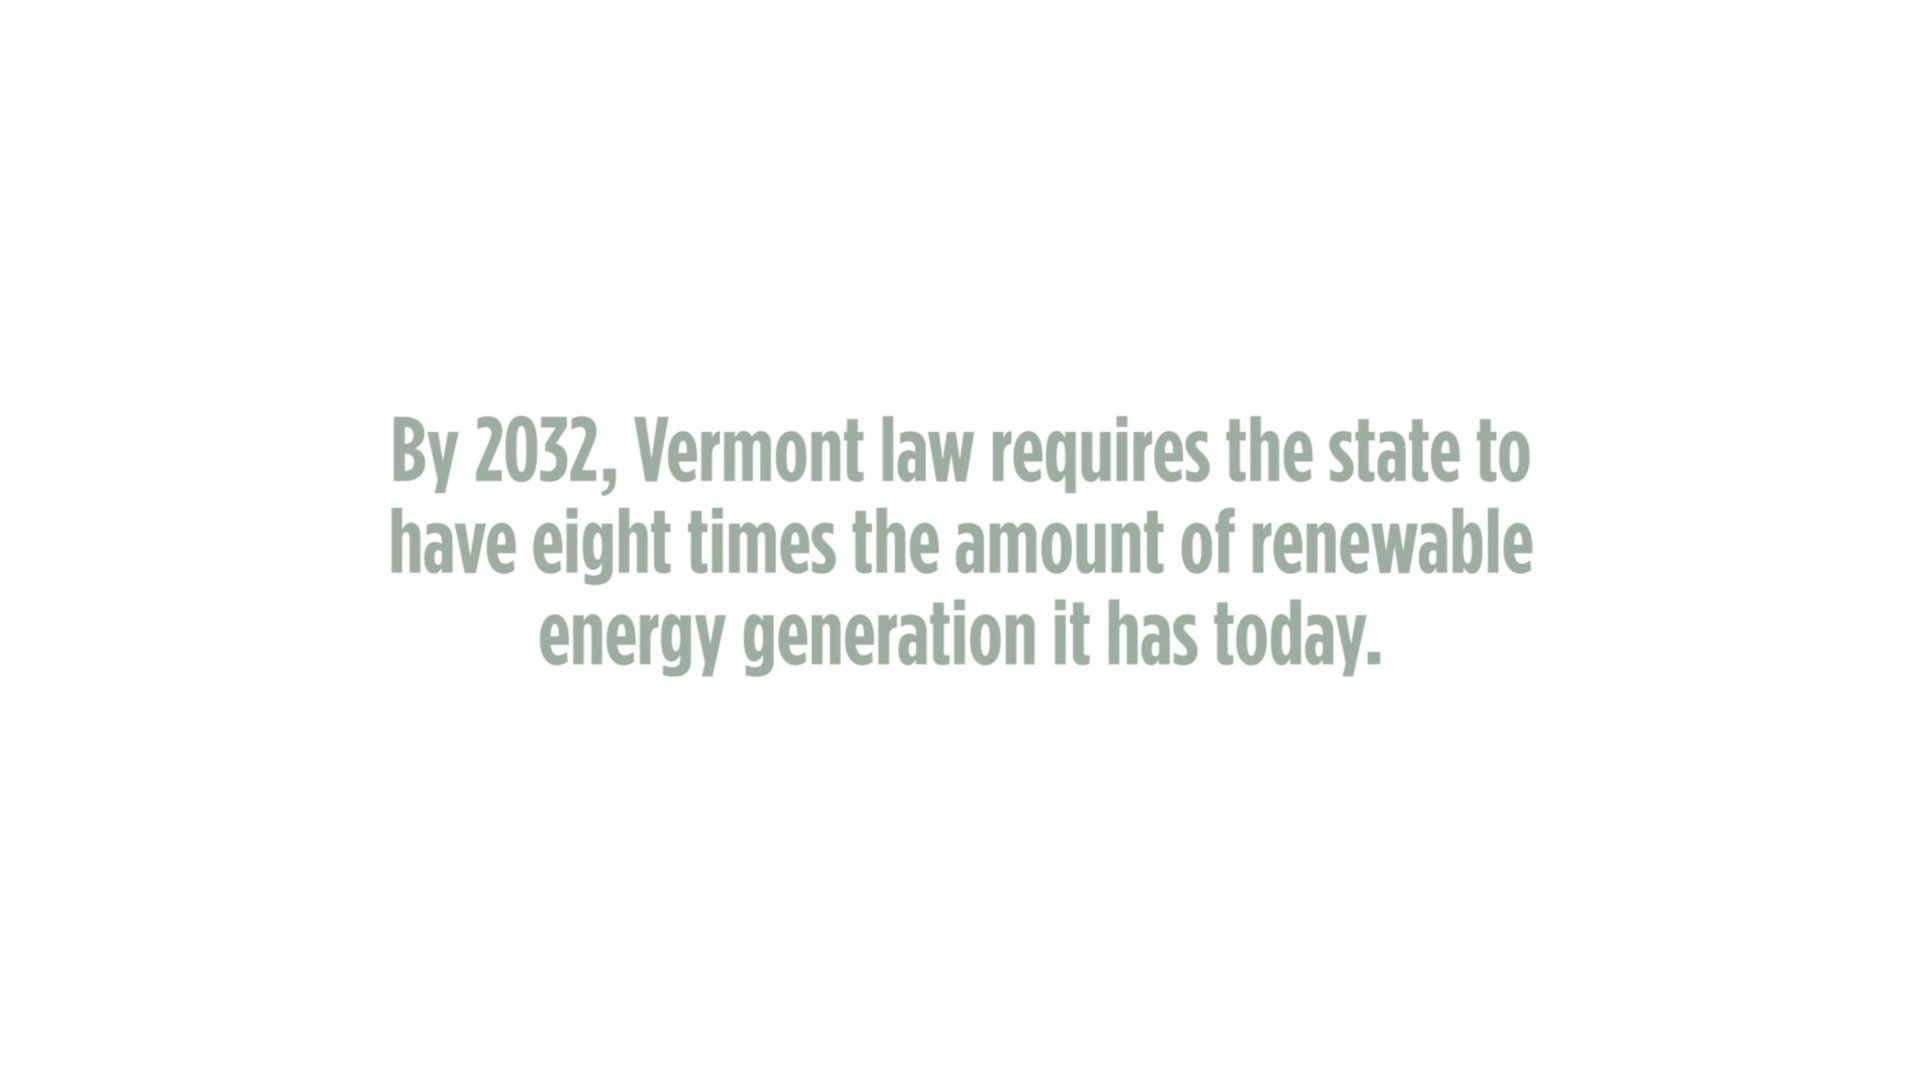 By 2032, Vermont law requires the state to
have eight times the amount of renewable
energy generation it has today.